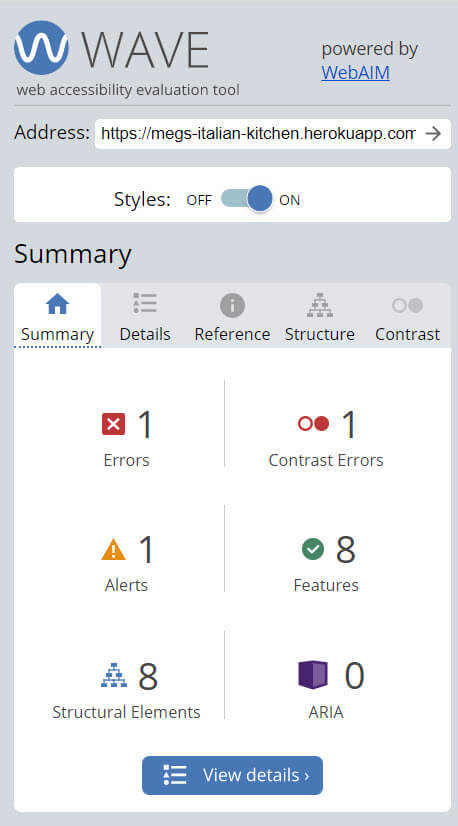 WAVE
web accessibility evaluation tool
powered by
WebAIM
Address: https://megs-italian-kitchen.herokuapp.com
Styles: OFF ON
Summary
Summary Details Reference Structure Contrast
1 1
Errors Contrast Errors
1 8
Alerts Features
8 0
Structural Elements ARIA
View details ›